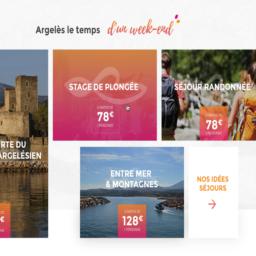 Argelès le temps d'un week-end
STAGE DE PLONGÉE
78€
SÉJOUR RANDONNÉE
78€
RTE DU
ARGELÉSIEN
€
ENTRE MER
& MONTAGNES
128€
NOS IDÉES
SÉJOURS